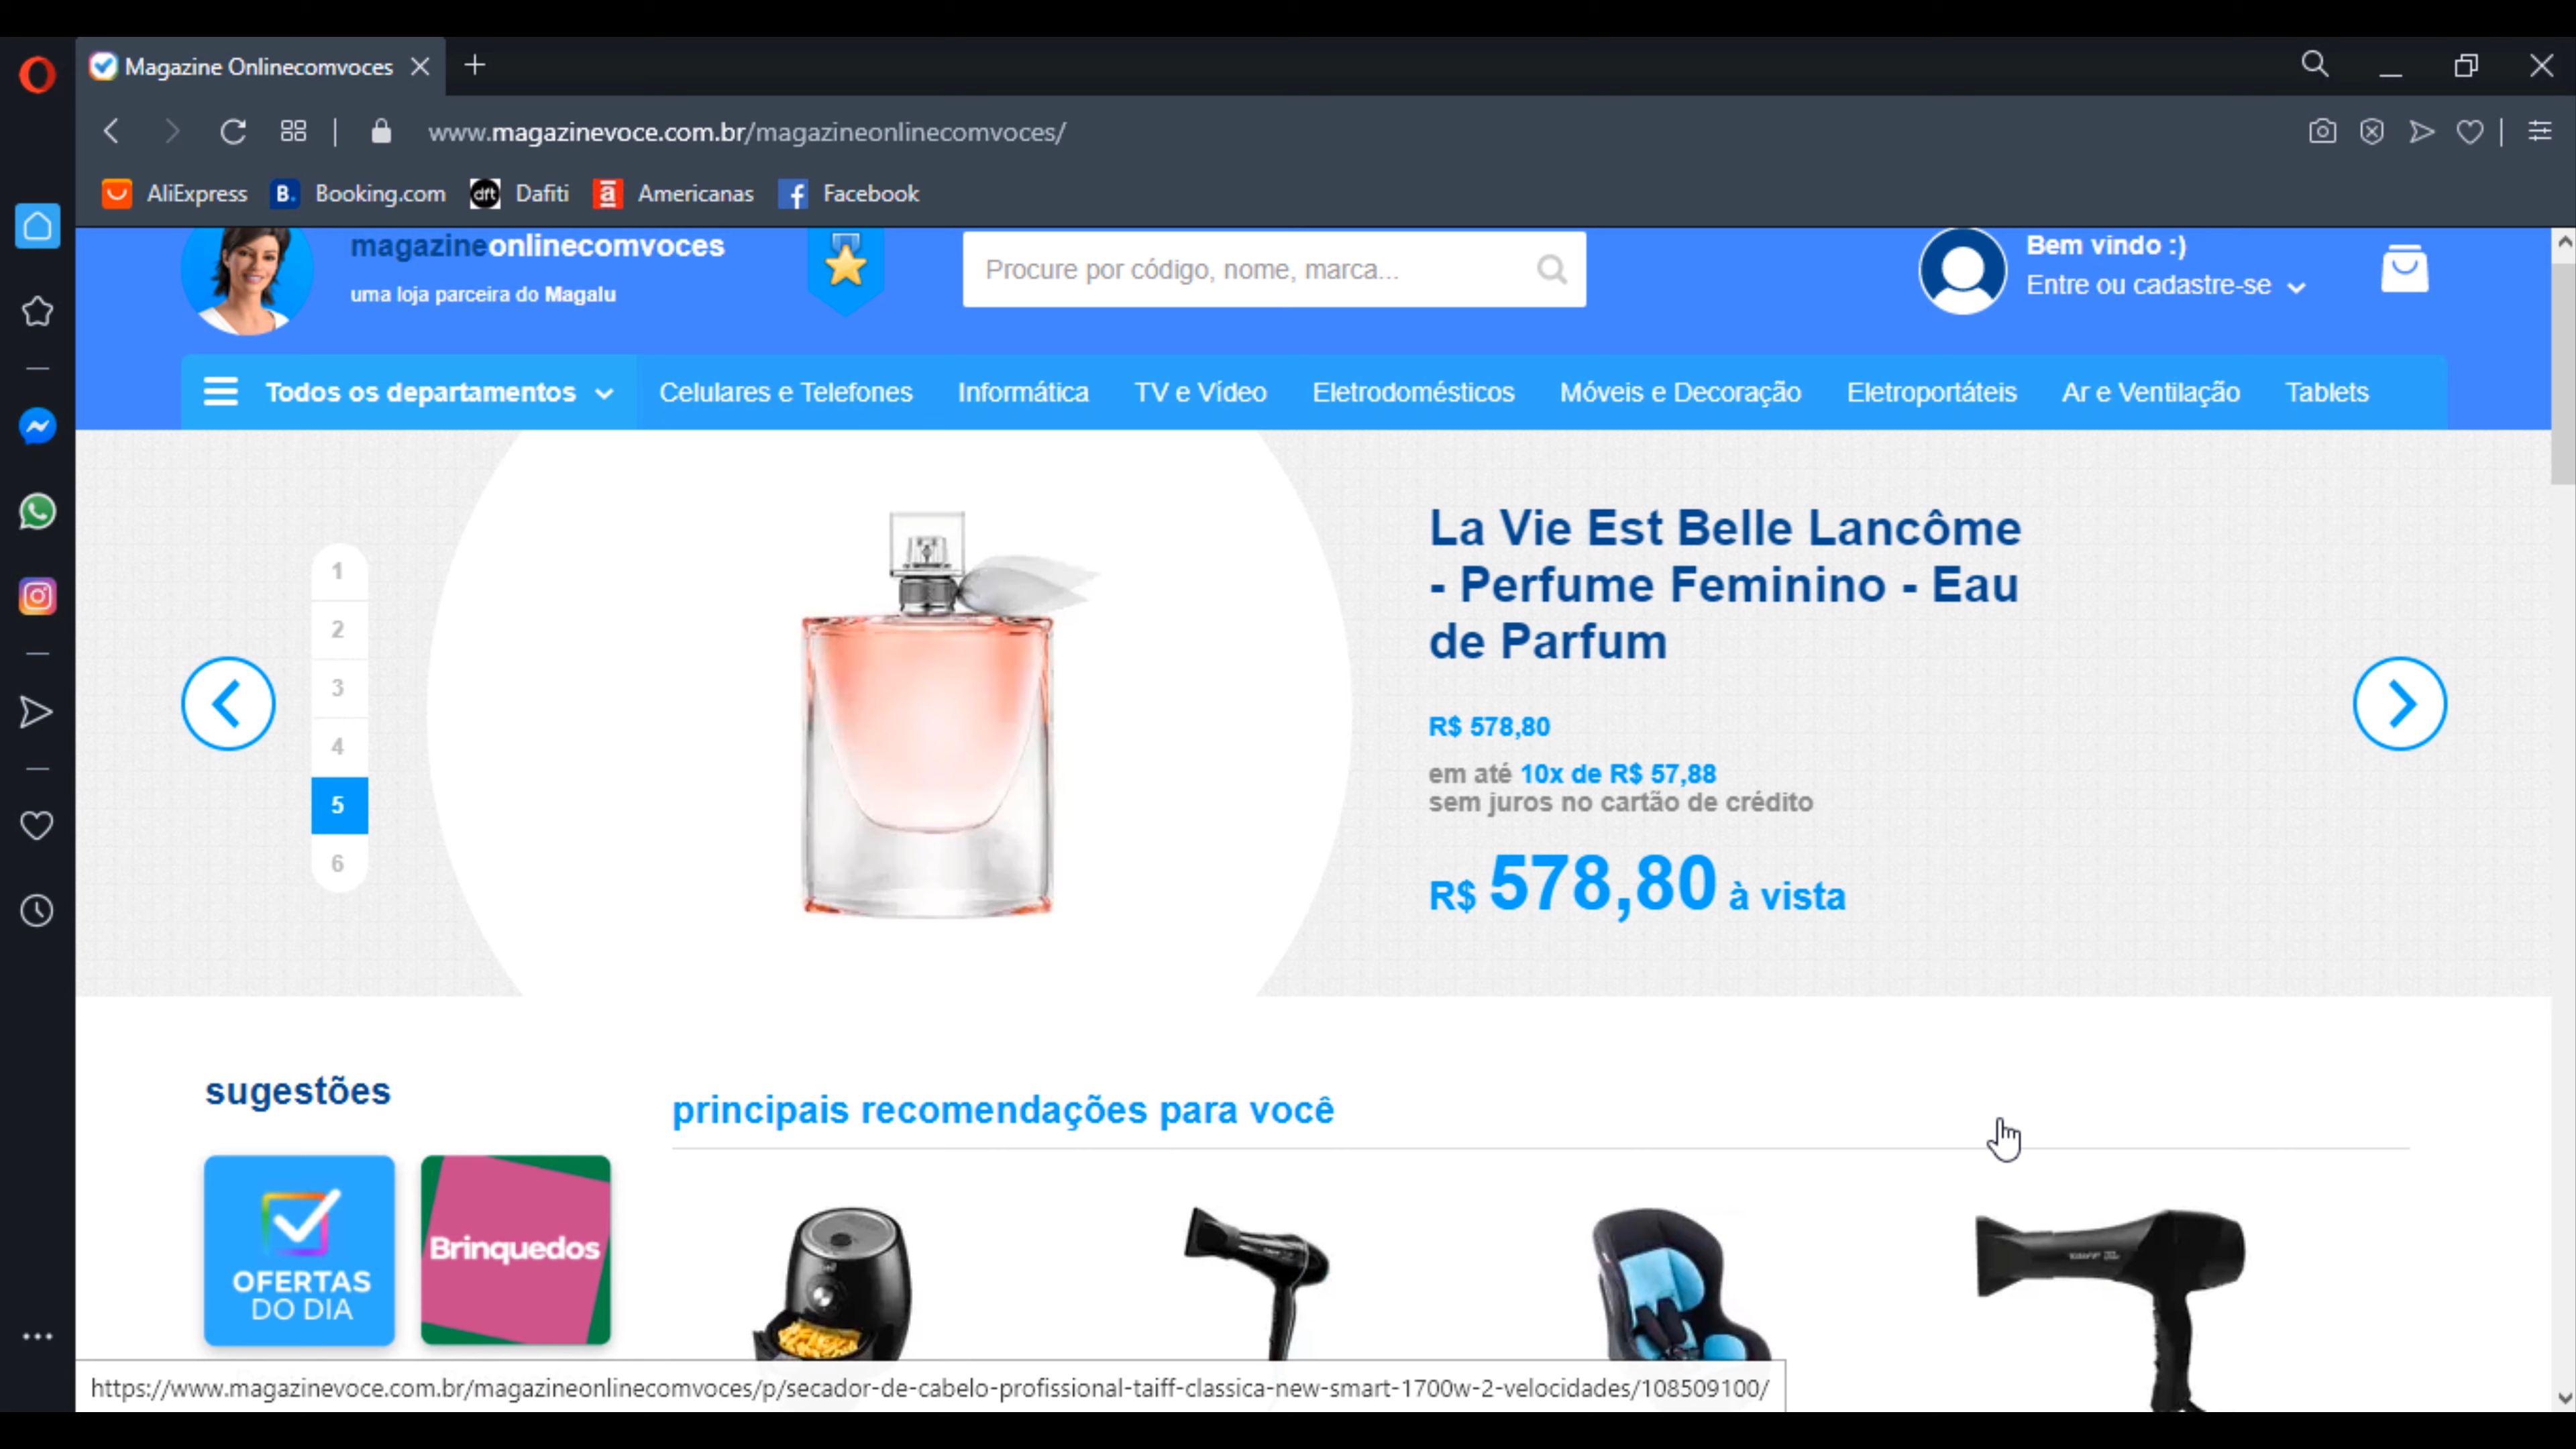 Magazine Onlinecomvoces
www.magazinevoce.com.br/magazineonlinecomvoces/
AliExpress
B. Booking.com
dft Dafiti
a Americanas
f Facebook
magazineonlinecomvoces
uma loja parceira do Magalu
Procure por código, nome, marca...
Bem vindo :)
Entre ou cadastre-se
Todos os departamentos
Celulares e Telefones
Informática
TV e Vídeo
Eletrodomésticos
Móveis e Decoração
Eletroportáteis
Ar e Ventilação
Tablets
1
2
3
4
5
6
La Vie Est Belle Lancôme
- Perfume Feminino - Eau
de Parfum
R$ 578,80
em até 10x de R$ 57,88
sem juros no cartão de crédito
R$ 578,80 à vista
sugestões
principais recomendações para você
OFERTAS
DO DIA
Brinquedos
https://www.magazinevoce.com.br/magazineonlinecomvoces/p/secador-de-cabelo-profissional-taiff-classica-new-smart-1700w-2-velocidades/108509100/